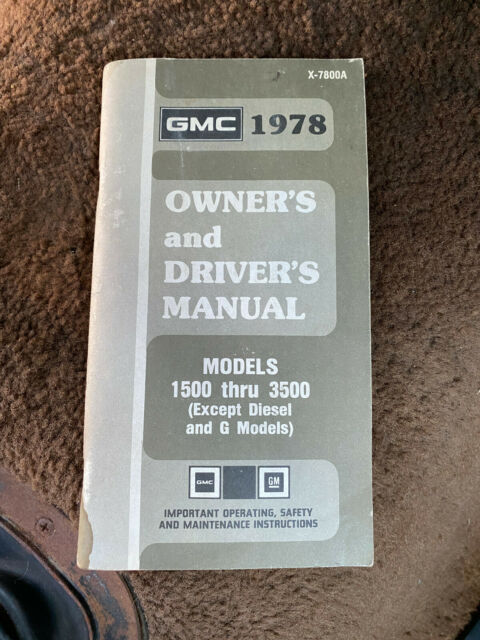 X-7800A
GMC 1978
OWNER'S
and
DRIVER'S
MANUAL
MODELS
1500 thru 3500
(Except Diesel
and G Models)
GMC GM
IMPORTANT OPERATING, SAFETY
AND MAINTENANCE INSTRUCTIONS